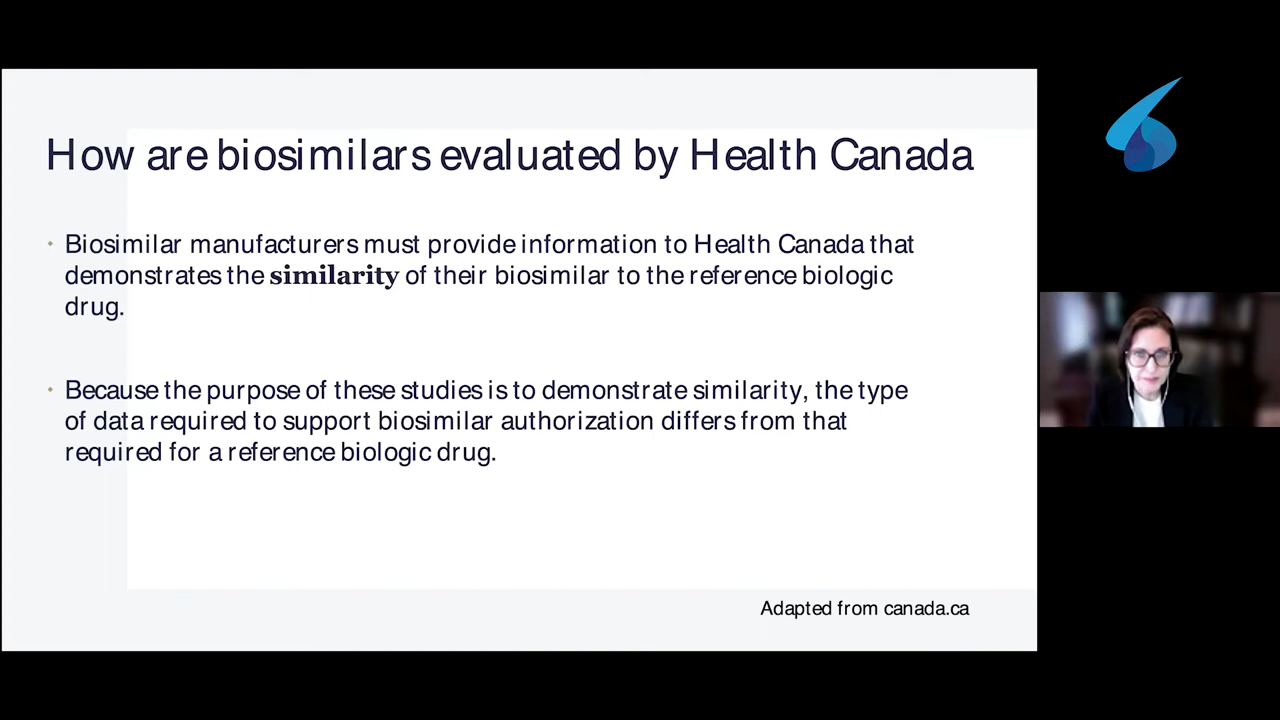 How are biosimilars evaluated by Health Canada
Biosimilar manufacturers must provide information to Health Canada that
demonstrates the similarity of their biosimilar to the reference biologic
drug.
Because the purpose of these studies is to demonstrate similarity, the type
of data required to support biosimilar authorization differs from that
required for a reference biologic drug.
Adapted from canada.ca